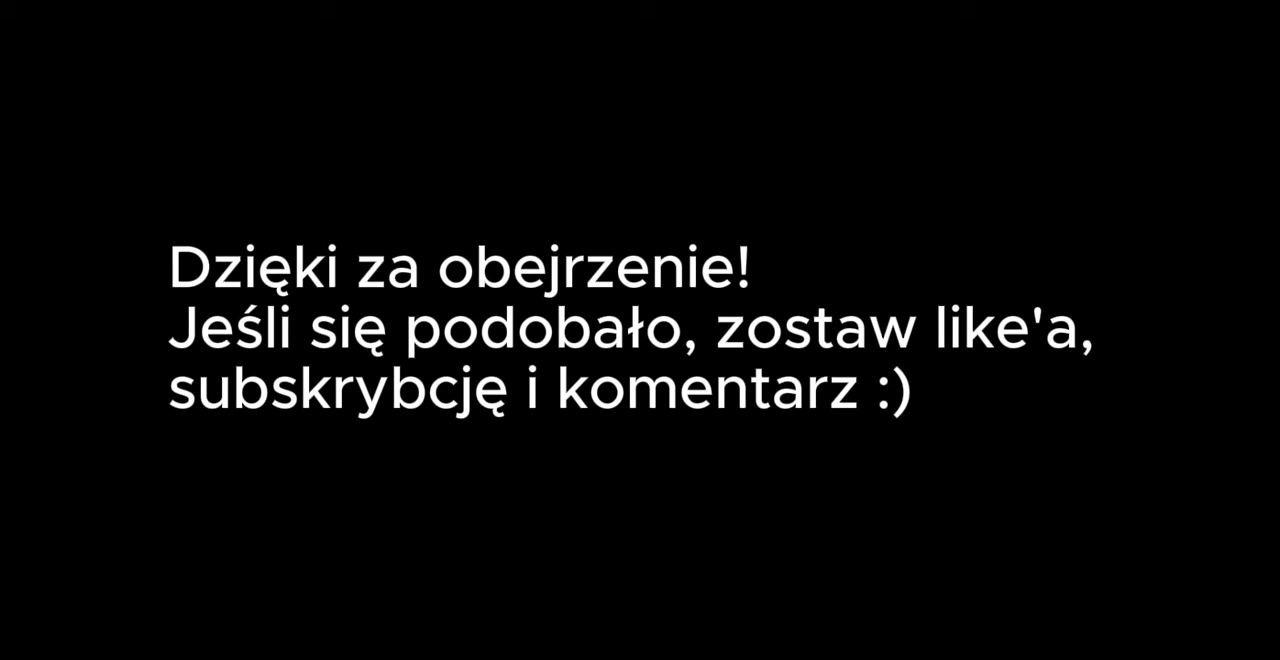 Dzięki za obejrzenie!
Jeśli się podobało, zostaw like'a,
subskrybcję i komentarz :)